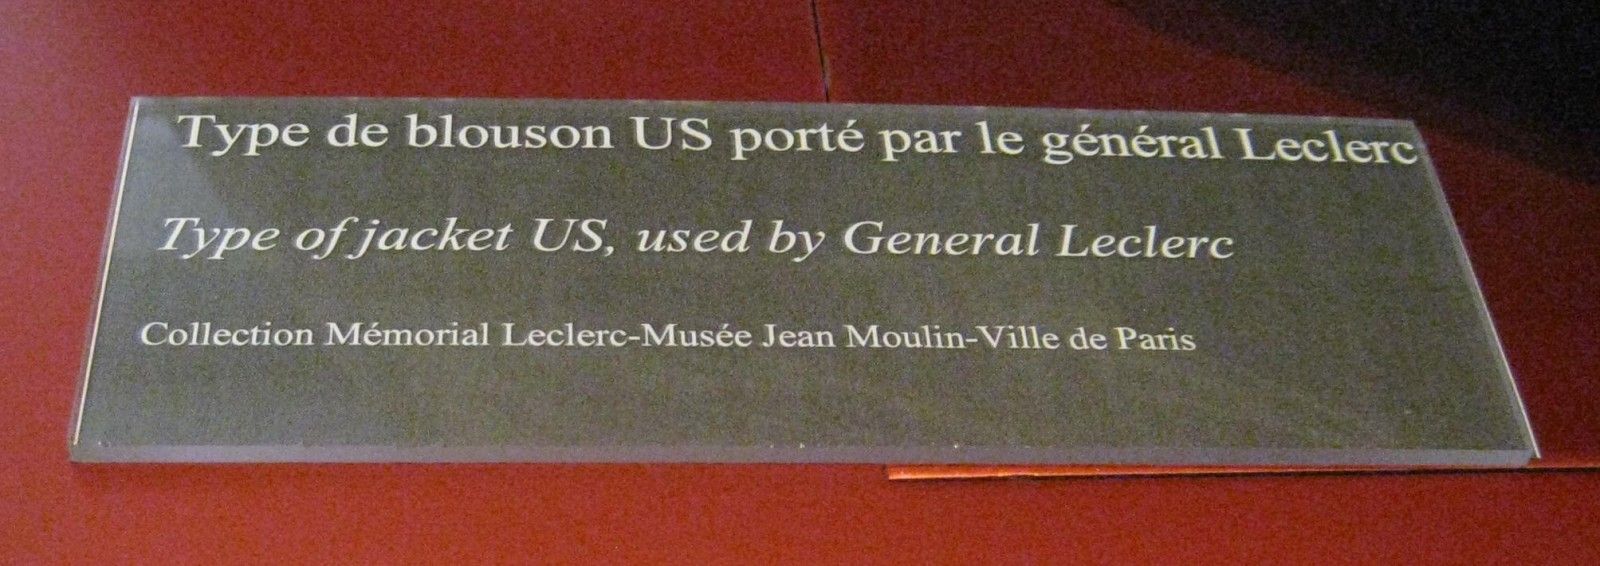 Type de blouson US porté par le général Leclerc
Type of jacket US, used by General Leclerc
Collection Mémorial Leclerc-Musée Jean Moulin-Ville de Paris